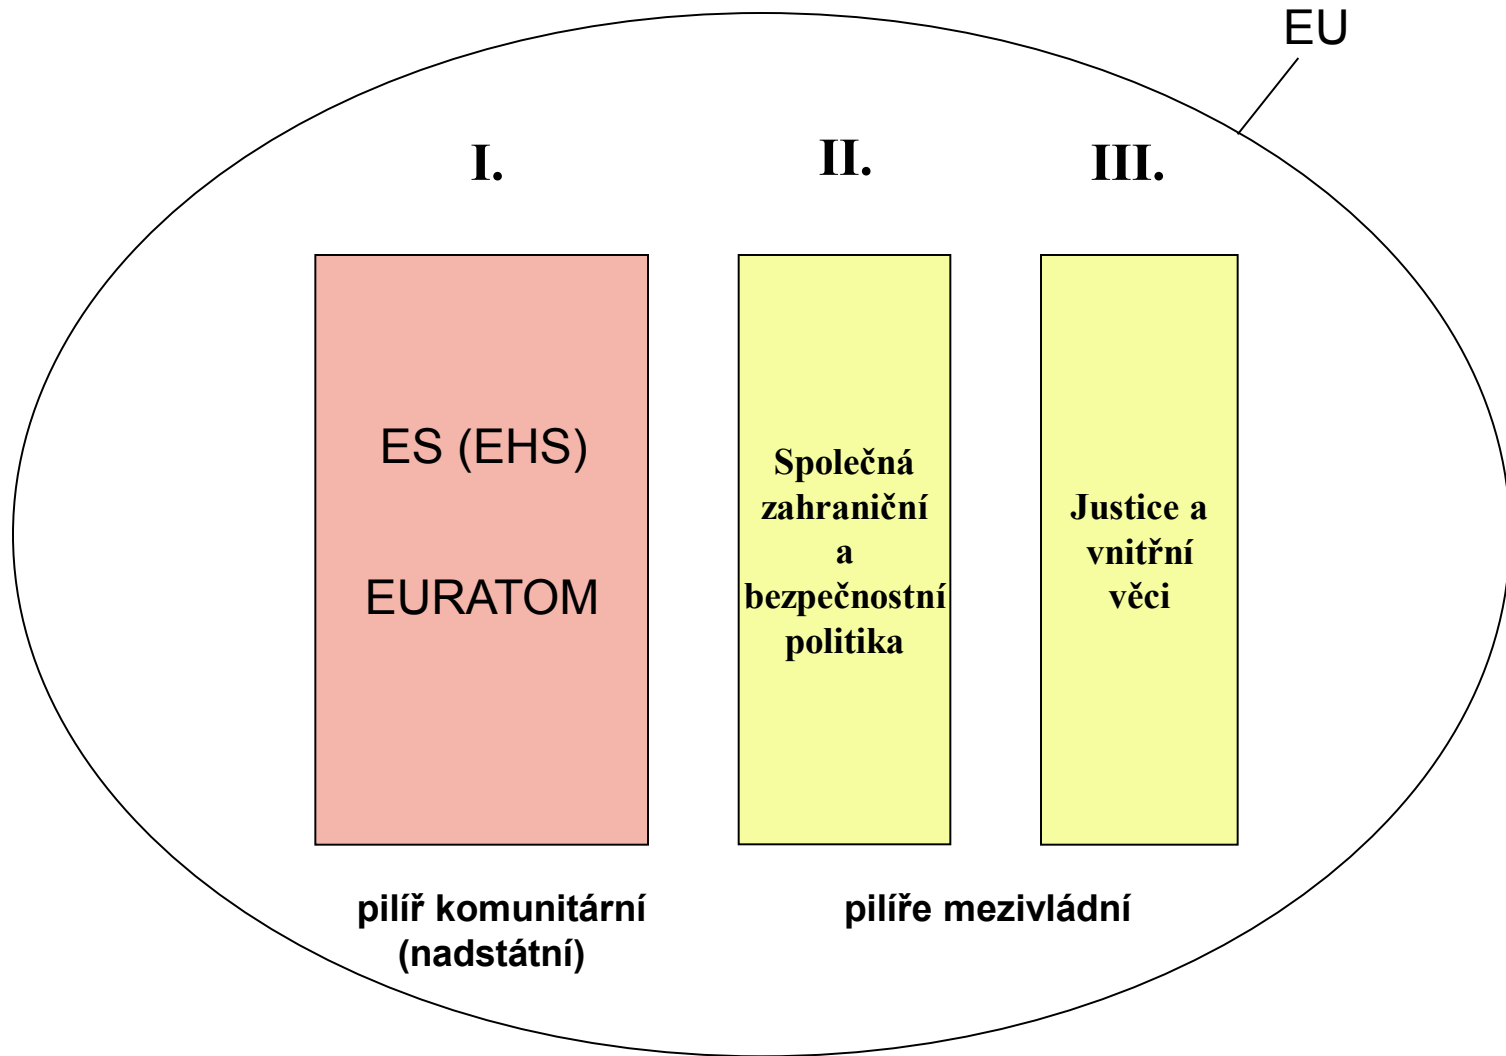 EU
I.
II.
III.
ES (EHS)
EURATOM
Společná
zahraniční
a
bezpečnostní
politika
Justice a
vnitřní
věci
pilíř komunitární
(nadstátní)
pilíře mezivládní